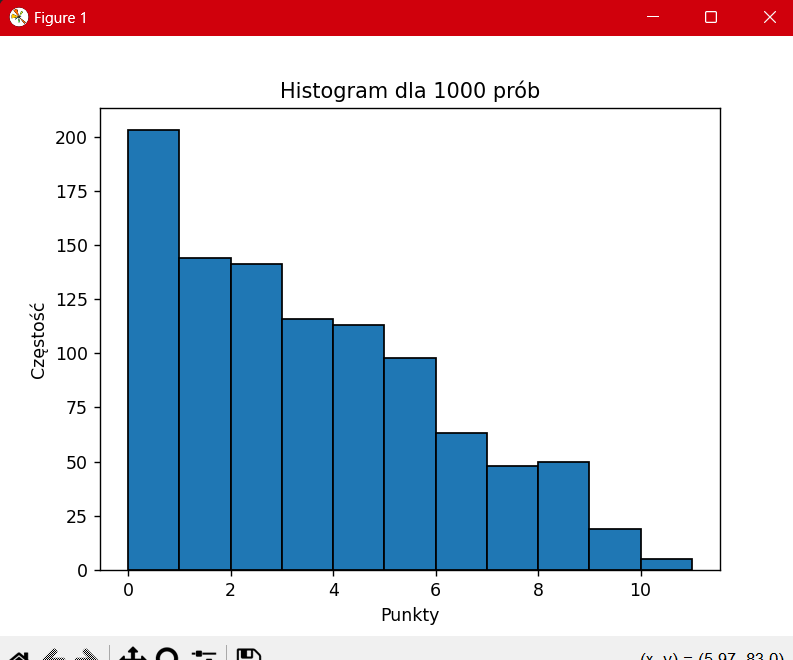 Figure 1
Histogram dla 1000 prób
200
175
150
125
100
75
50
25
0
Częstość
0 2 4 6 8 10
Punkty
(x, y) = (5.97, 83.0)